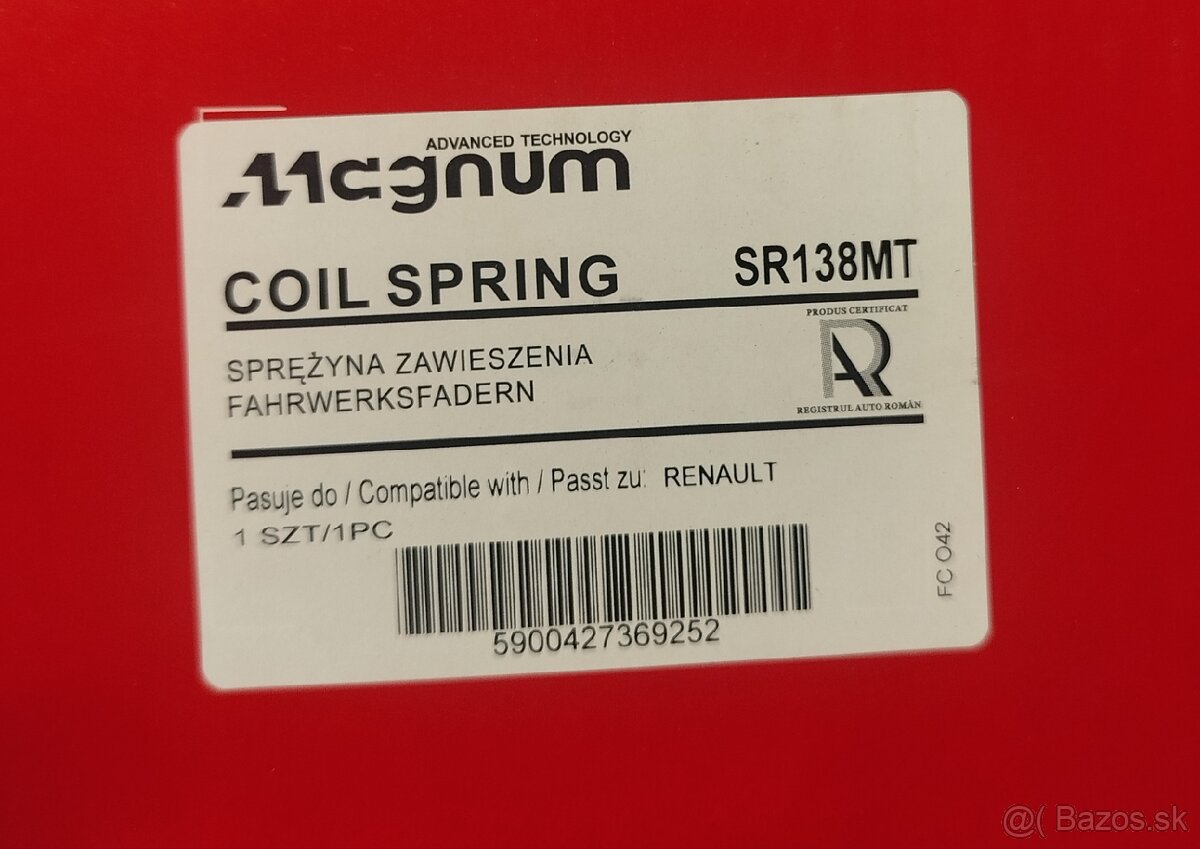 ADVANCED TECHNOLOGY
Magnum
COIL SPRING SR138MT
PRODUS CERTIFICAT
SPRĘŻYNA ZAWIESZENIA
FAHRWERKSFADERN
AR
REGISTRUL AUTO ROMÂN
Pasuje do / Compatible with / Passt zu: RENAULT
1 SZT/1PC
FC O42
5900427369252
@( Bazos.sk